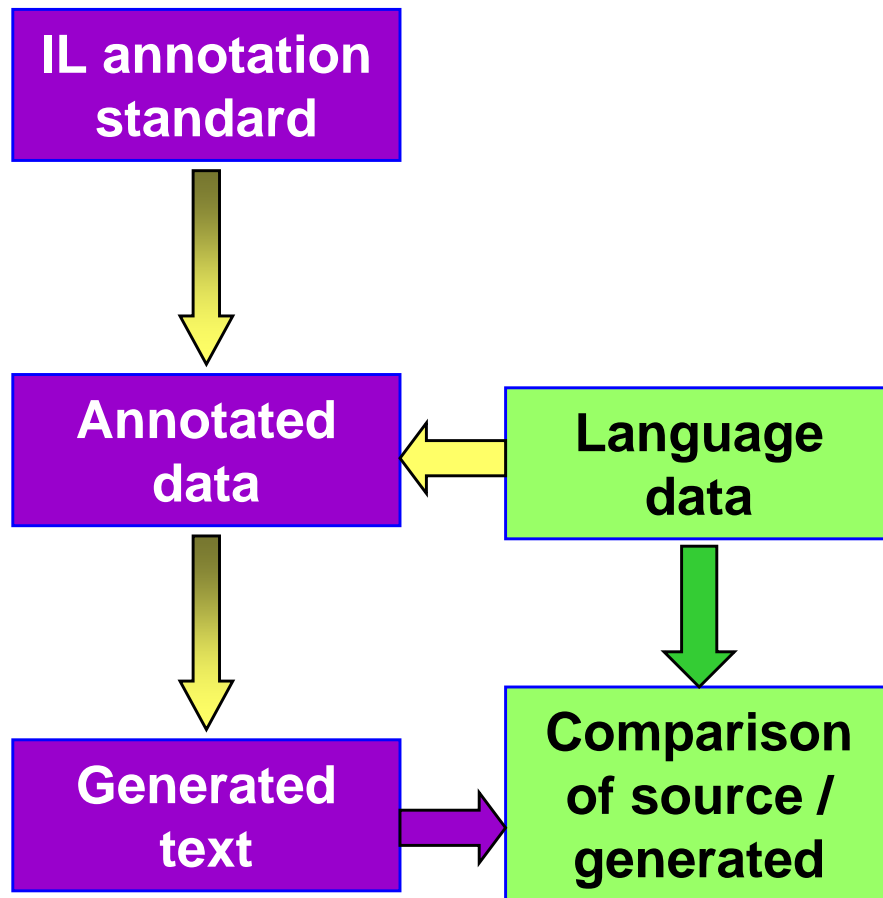 IL annotation
standard
Annotated
data
Language
data
Generated
text
Comparison
of source /
generated